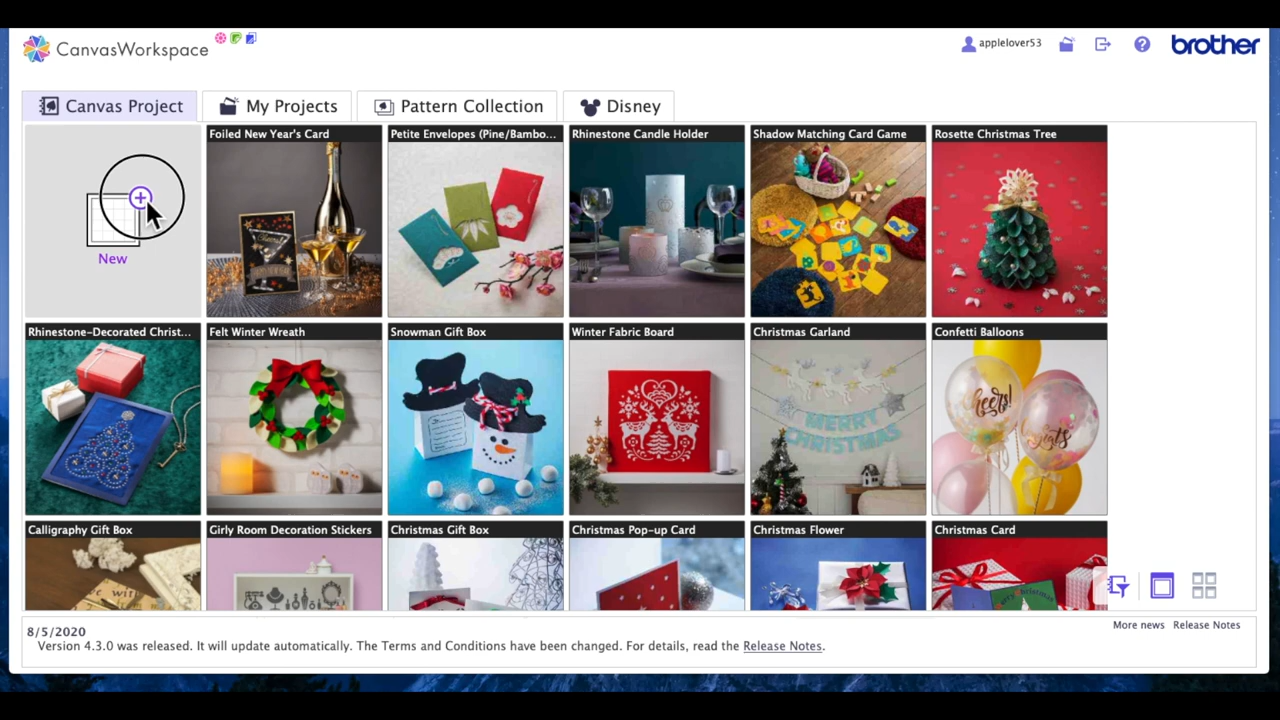 CanvasWorkspace
applelover53
brother
Canvas Project
My Projects
Pattern Collection
Disney
New
Foiled New Year's Card
Petite Envelopes (Pine/Bambo...
Rhinestone Candle Holder
Shadow Matching Card Game
Rosette Christmas Tree
Rhinestone-Decorated Christ...
Felt Winter Wreath
Snowman Gift Box
Winter Fabric Board
Christmas Garland
Confetti Balloons
MERRY
CHRISTMAS
cheers!
Calligraphy Gift Box
Girly Room Decoration Stickers
Christmas Gift Box
Christmas Pop-up Card
Christmas Flower
Christmas Card
More news
Release Notes
8/5/2020
Version 4.3.0 was released. It will update automatically. The Terms and Conditions have been changed. For details, read the Release Notes.